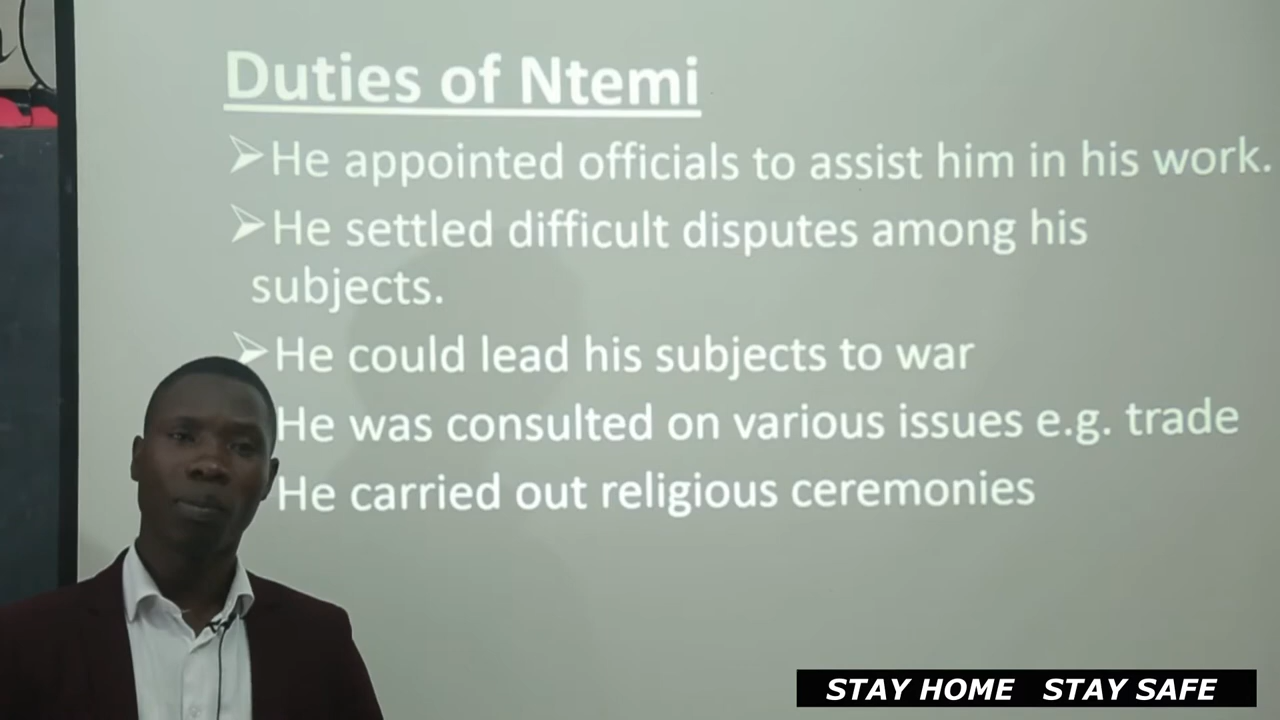 Duties of Ntemi
➢He appointed officials to assist him in his work.
➢He settled difficult disputes among his
subjects.
➢He could lead his subjects to war
He was consulted on various issues e.g. trade
He carried out religious ceremonies
STAY HOME STAY SAFE